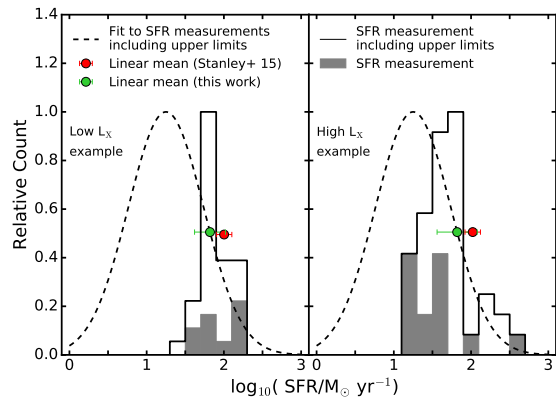 Relative Count
1.4
1.2
1.0
0.8
0.6
0.4
0.2
0.0
Fit to SFR measurements
including upper limits
Linear mean (Stanley+ 15)
Linear mean (this work)
Low L_X
example
0 1 2 3
SFR measurement
including upper limits
SFR measurement
High L_X
example
0 1 2 3
log₁₀( SFR/M⊙ yr⁻¹)